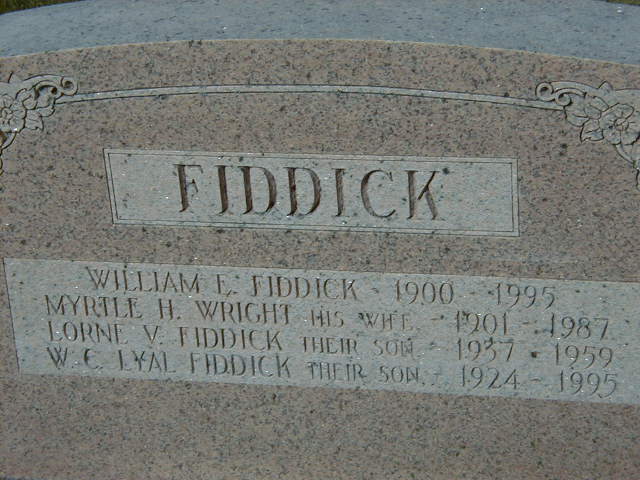 FIDDICK
WILLIAM E. FIDDICK - 1900 - 1995
MYRTLE H. WRIGHT HIS WIFE - 1901 - 1987
LORNE V. FIDDICK THEIR SON - 1937 - 1959
W. C. LYAL FIDDICK THEIR SON - 1924 - 1995